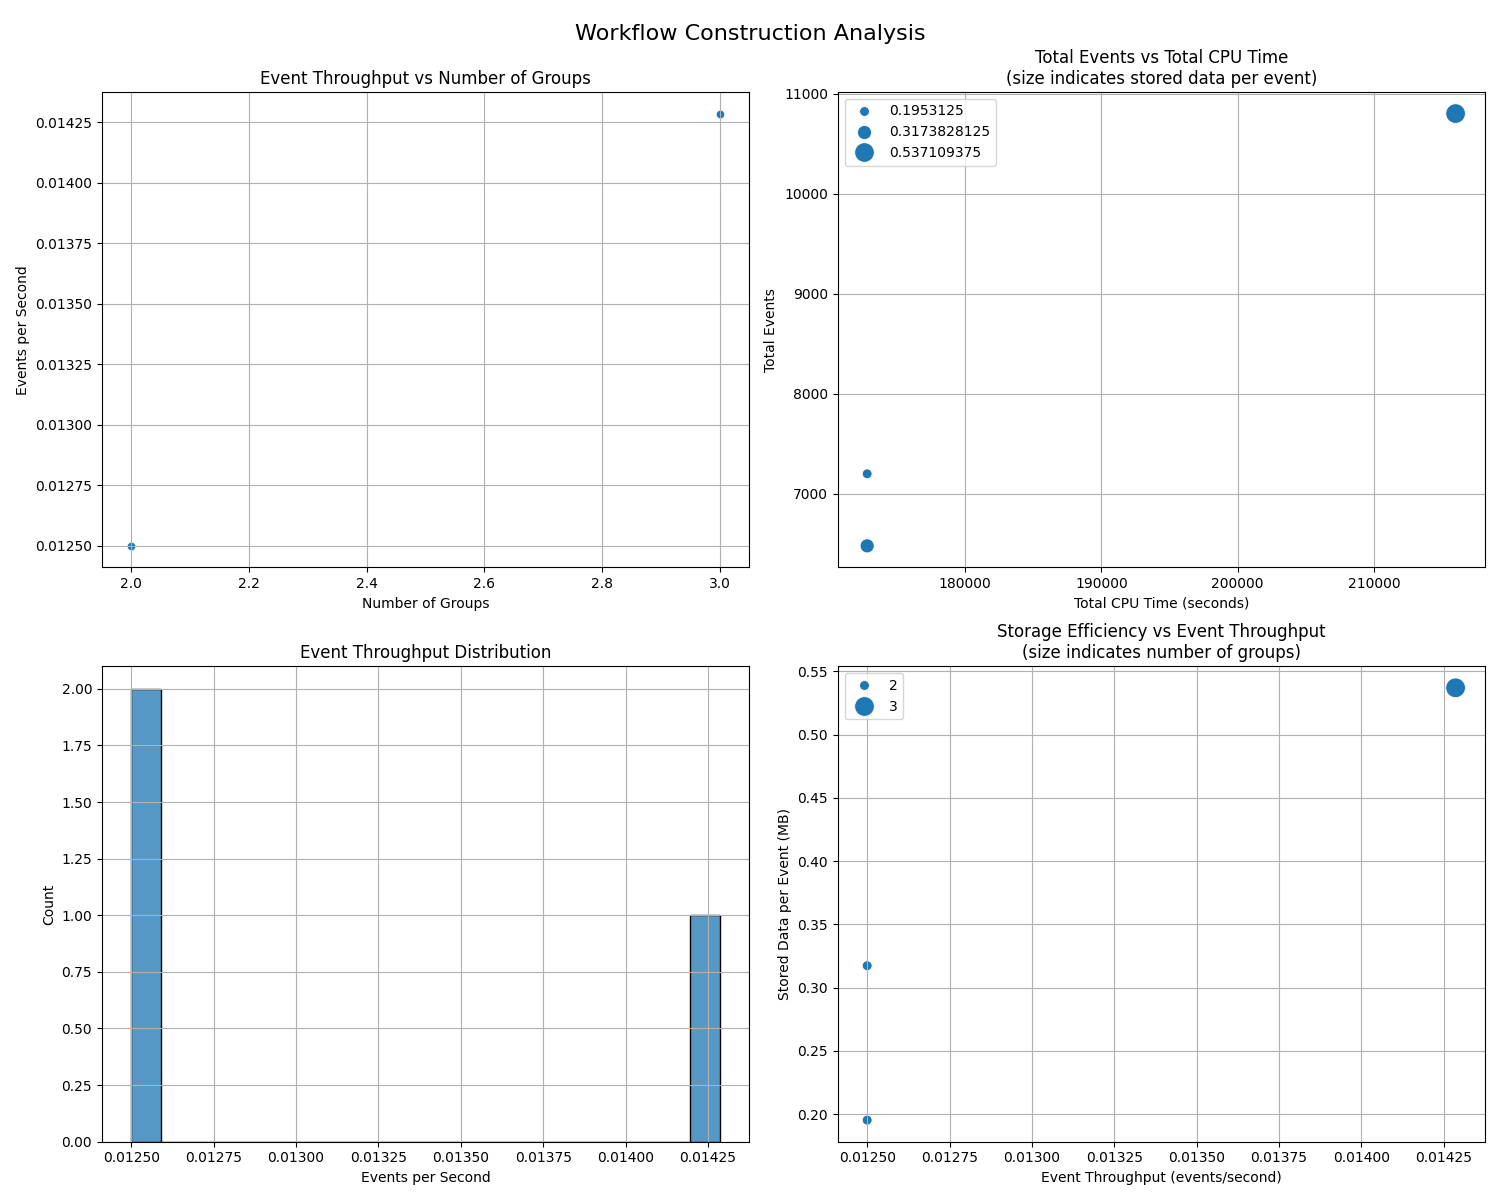 Workflow Construction Analysis
Event Throughput vs Number of Groups
0.01425
0.01400
0.01375
0.01350
0.01325
0.01300
0.01275
0.01250
Events per Second
2.0 2.2 2.4 2.6 2.8 3.0
Number of Groups
Total Events vs Total CPU Time
(size indicates stored data per event)
0.1953125
0.3173828125
0.537109375
11000
10000
9000
8000
7000
Total Events
180000 190000 200000 210000
Total CPU Time (seconds)
Event Throughput Distribution
2.00
1.75
1.50
1.25
1.00
0.75
0.50
0.25
0.00
Count
0.01250 0.01275 0.01300 0.01325 0.01350 0.01375 0.01400 0.01425
Events per Second
Storage Efficiency vs Event Throughput
(size indicates number of groups)
2
3
0.55
0.50
0.45
0.40
0.35
0.30
0.25
0.20
Stored Data per Event (MB)
0.01250 0.01275 0.01300 0.01325 0.01350 0.01375 0.01400 0.01425
Event Throughput (events/second)